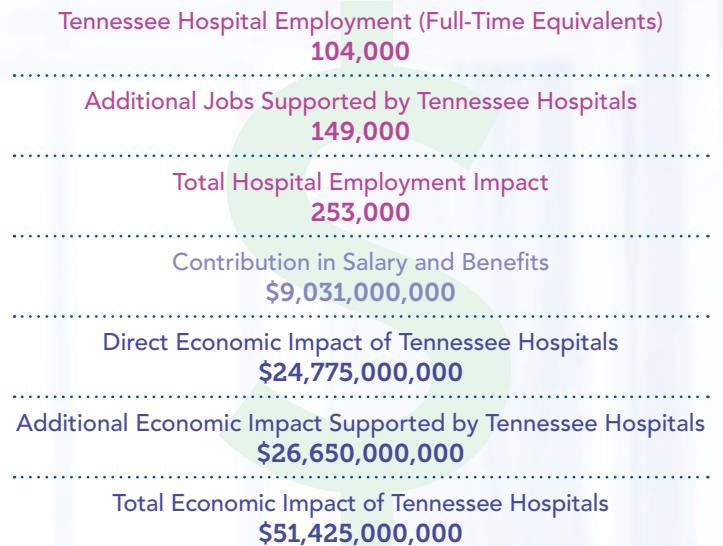 Tennessee Hospital Employment (Full-Time Equivalents)
104,000
Additional Jobs Supported by Tennessee Hospitals
149,000
Total Hospital Employment Impact
253,000
Contribution in Salary and Benefits
$9,031,000,000
Direct Economic Impact of Tennessee Hospitals
$24,775,000,000
Additional Economic Impact Supported by Tennessee Hospitals
$26,650,000,000
Total Economic Impact of Tennessee Hospitals
$51,425,000,000